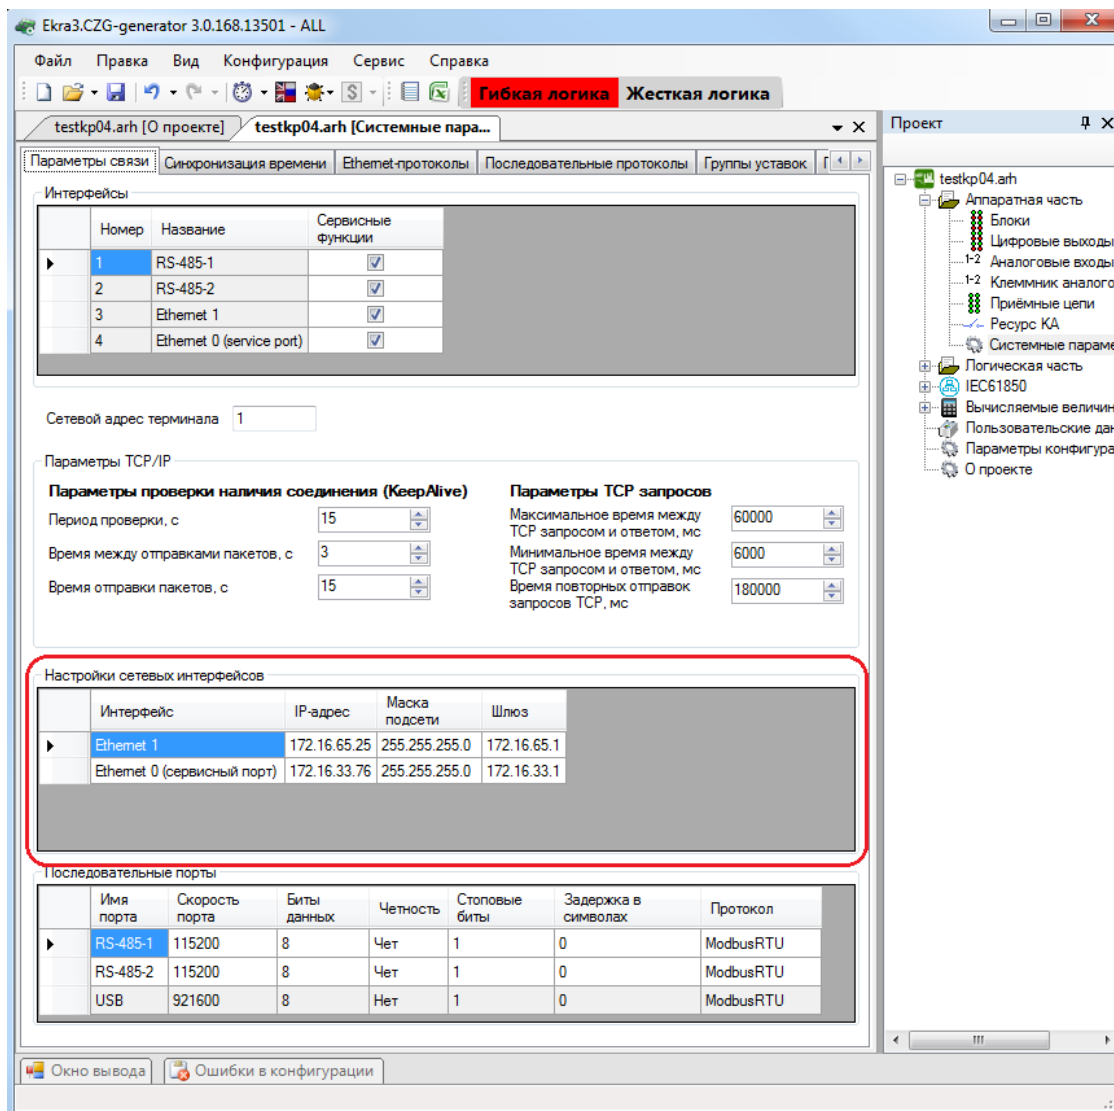 Ekra3.CZG-generator 3.0.168.13501 - ALL
Файл Правка Вид Конфигурация Сервис Справка
S Гибкая логика Жесткая логика
testkp04.arh [О проекте] testkp04.arh [Системные пара...
Проект
Параметры связи Синхронизация времени Ethernet-протоколы Последовательные протоколы Группы уставок
Интерфейсы
Номер Название Сервисные функции
1 RS-485-1
2 RS-485-2
3 Ethernet 1
4 Ethernet 0 (service port)
Сетевой адрес терминала 1
Параметры TCP/IP
Параметры проверки наличия соединения (KeepAlive)
Период проверки, с 15
Время между отправками пакетов, с 3
Время отправки пакетов, с 15
Параметры TCP запросов
Максимальное время между
TCP запросом и ответом, мс 60000
Минимальное время между
TCP запросом и ответом, мс 6000
Время повторных отправок
запросов TCP, мс 180000
Настройки сетевых интерфейсов
Интерфейс IP-адрес Маска подсети Шлюз
Ethernet 1 172.16.65.25 255.255.255.0 172.16.65.1
Ethernet 0 (сервисный порт) 172.16.33.76 255.255.255.0 172.16.33.1
Последовательные порты
Имя порта Скорость порта Биты данных Четность Стоповые биты Задержка в символах Протокол
RS-485-1 115200 8 Чет 1 0 ModbusRTU
RS-485-2 115200 8 Чет 1 0 ModbusRTU
USB 921600 8 Нет 1 0 ModbusRTU
testkp04.arh
Аппаратная часть
Блоки
Цифровые выходы
1-2 Аналоговые входы
1-2 Клеммник аналого
Приёмные цепи
Ресурс КА
Системные параме
Логическая часть
IEC61850
Вычисляемые величин
Пользовательские дан
Параметры конфигура
О проекте
Окно вывода Ошибки в конфигурации